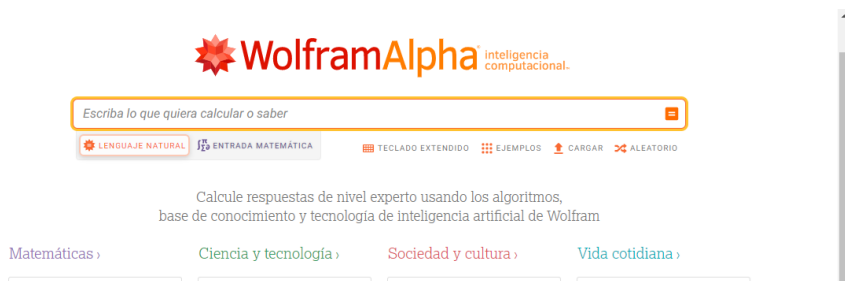 WolframAlpha inteligencia
computacional™
Escriba lo que quiera calcular o saber
LENGUAJE NATURAL ENTRADA MATEMÁTICA TECLADO EXTENDIDO EJEMPLOS CARGAR ALEATORIO
Calcule respuestas de nivel experto usando los algoritmos,
base de conocimiento y tecnología de inteligencia artificial de Wolfram
Matemáticas › Ciencia y tecnología › Sociedad y cultura › Vida cotidiana ›